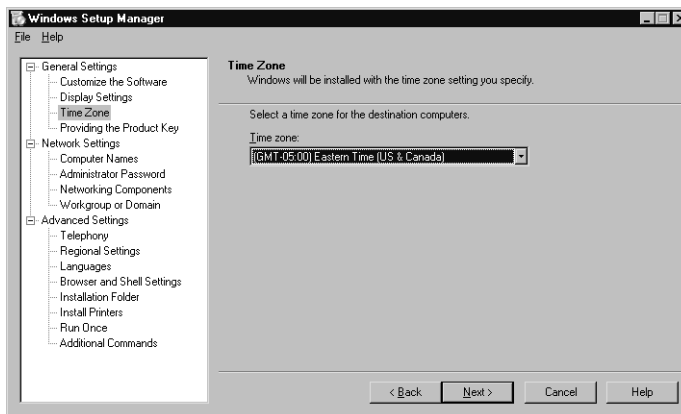 Windows Setup Manager
File Help
General Settings
Customize the Software
Display Settings
Time Zone
Providing the Product Key
Network Settings
Computer Names
Administrator Password
Networking Components
Workgroup or Domain
Advanced Settings
Telephony
Regional Settings
Languages
Browser and Shell Settings
Installation Folder
Install Printers
Run Once
Additional Commands
Time Zone
Windows will be installed with the time zone setting you specify.
Select a time zone for the destination computers.
Time zone:
(GMT-05:00) Eastern Time (US & Canada)
< Back Next > Cancel Help